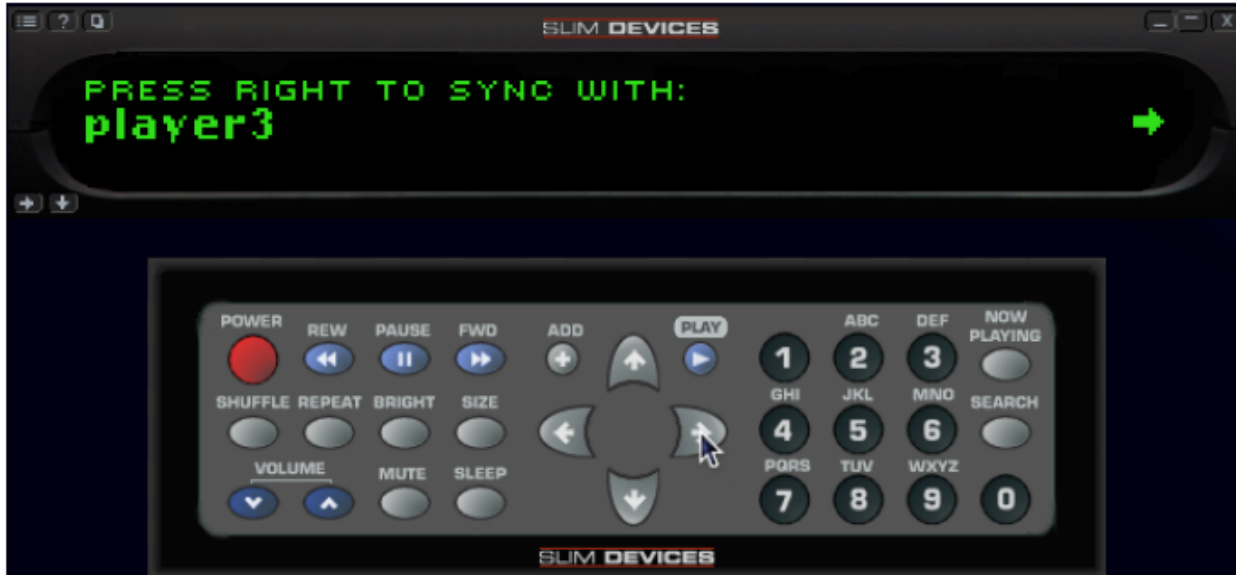 ?
X
SLIM DEVICES
PRESS RIGHT TO SYNC WITH:
player3
POWER REW PAUSE FWD ADD PLAY ABC DEF NOW PLAYING
1 2 3
SHUFFLE REPEAT BRIGHT SIZE GHI JKL MNO SEARCH
4 5 6
VOLUME MUTE SLEEP PQRS TUV WXYZ
7 8 9 0
SLIM DEVICES